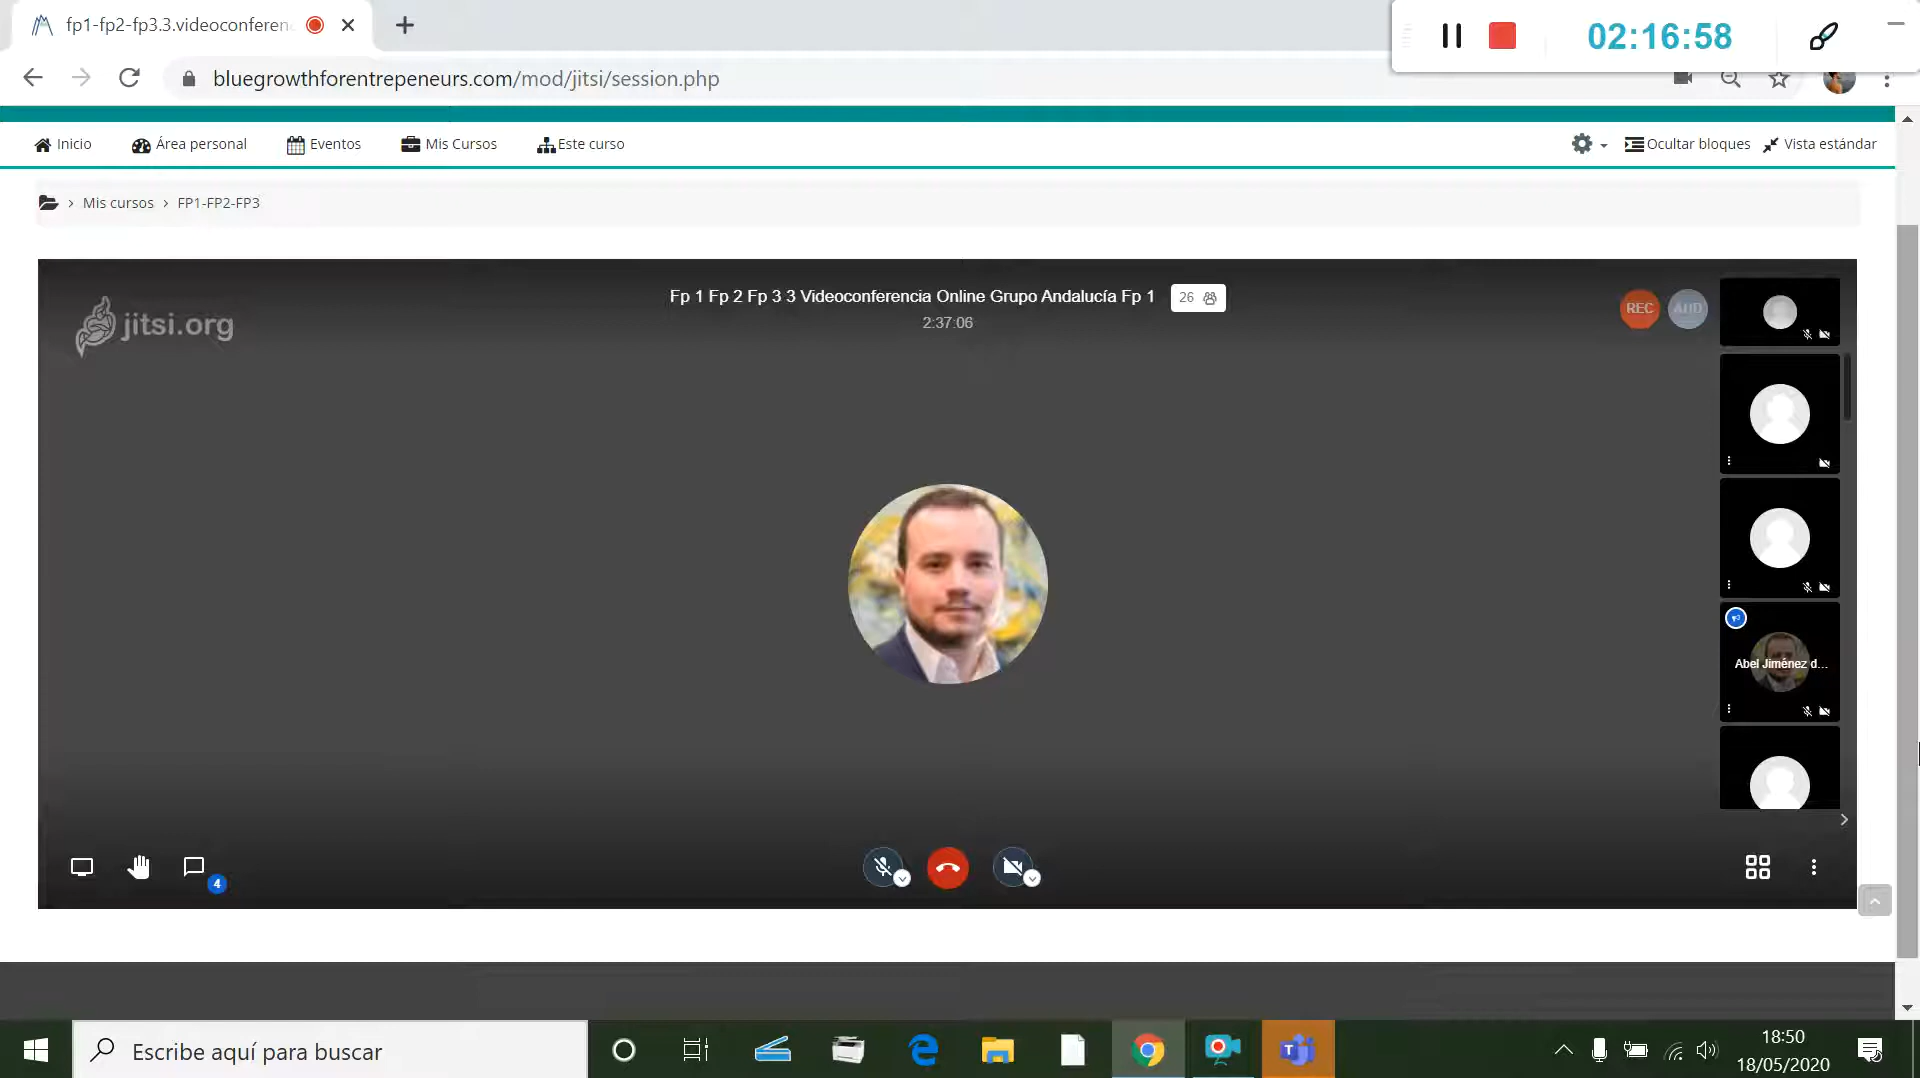 fp1-fp2-fp3.3.videoconferen
02:16:58
bluegrowthforentrepeneurs.com/mod/jitsi/session.php
Inicio Área personal Eventos Mis Cursos Este curso Ocultar bloques Vista estándar
Mis cursos FP1-FP2-FP3
Fp 1 Fp 2 Fp 3 3 Videoconferencia Online Grupo Andalucía Fp 1 26
2:37:06
jitsi.org
REC AUD
Abel Jiménez d...
4
Escribe aquí para buscar
18:50
18/05/2020